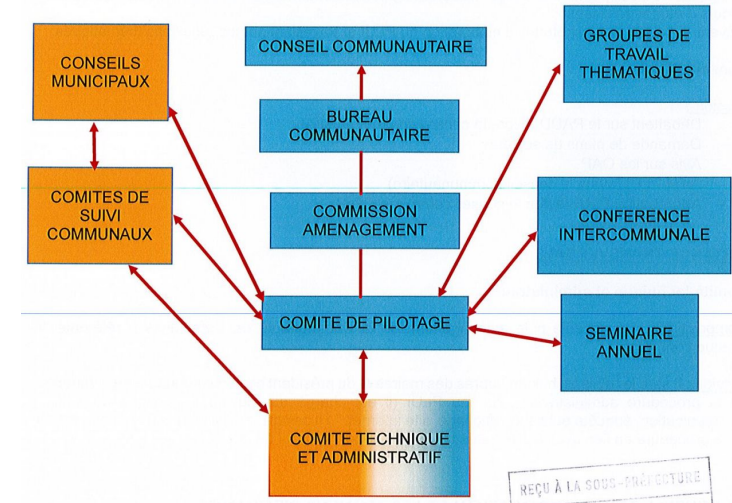 CONSEILS
MUNICIPAUX
CONSEIL COMMUNAUTAIRE
GROUPES DE
TRAVAIL
THEMATIQUES
BUREAU
COMMUNAUTAIRE
COMITES DE
SUIVI
COMMUNAUX
COMMISSION
AMENAGEMENT
CONFERENCE
INTERCOMMUNALE
COMITE DE PILOTAGE
SEMINAIRE
ANNUEL
COMITE TECHNIQUE
ET ADMINISTRATIF
REÇU À LA SOUS-PRÉFECTURE